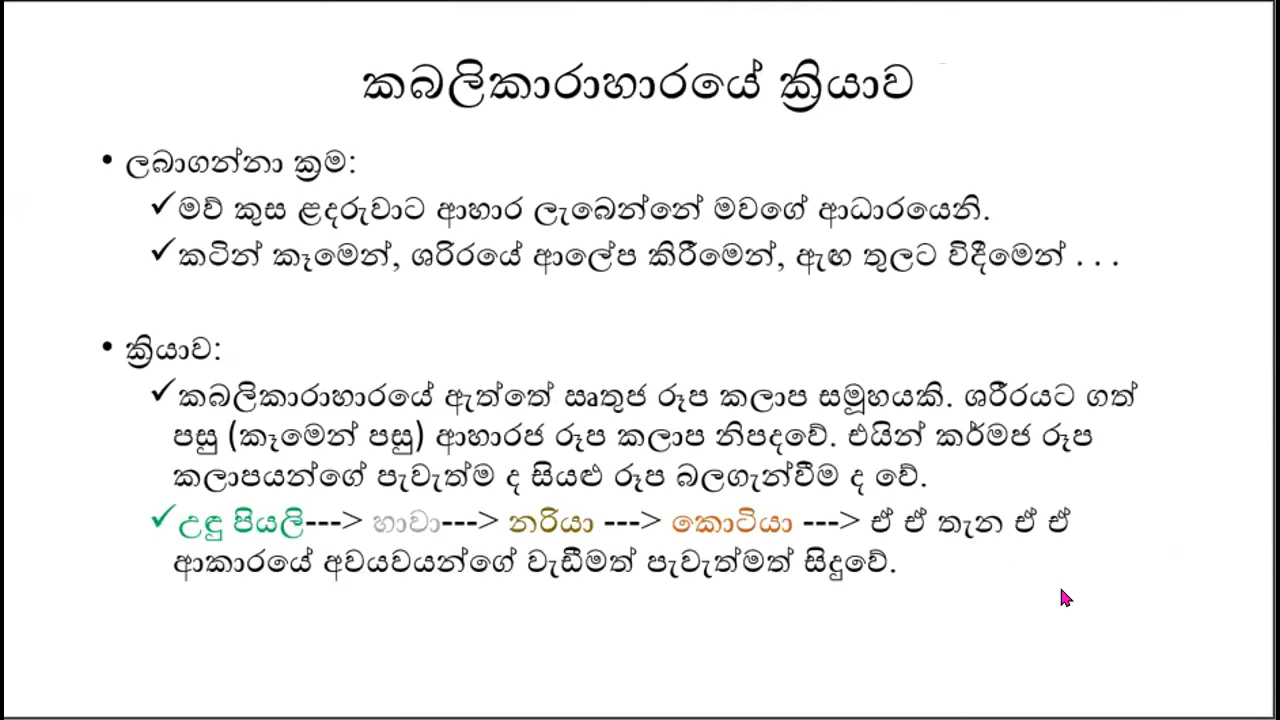 කබලිකාරාහාරයේ ක්‍රියාව
• ලබාගන්නා ක්‍රම:
✓මව් කුස ළදරුවාට ආහාර ලැබෙන්නේ මවගේ ආධාරයෙනි.
✓කටින් කෑමෙන්, ශරිරයේ ආලේප කිරීමෙන්, ඇඟ තුලට විදීමෙන් . . .
• ක්‍රියාව:
✓කබලිකාරාහාරයේ ඇත්තේ ඍතුජ රූප කලාප සමූහයකි. ශරීරයට ගත්
පසු (කෑමෙන් පසු) ආහාරජ රූප කලාප නිපදවේ. එයින් කර්මජ රූප
කලාපයන්ගේ පැවැත්ම ද සියළු රූප බලගැන්වීම ද වේ.
✓උඳු පියලි---> හාවා---> නරියා ---> කොටියා ---> ඒ ඒ තැන ඒ ඒ
ආකාරයේ අවයවයන්ගේ වැඩීමත් පැවැත්මත් සිදුවේ.